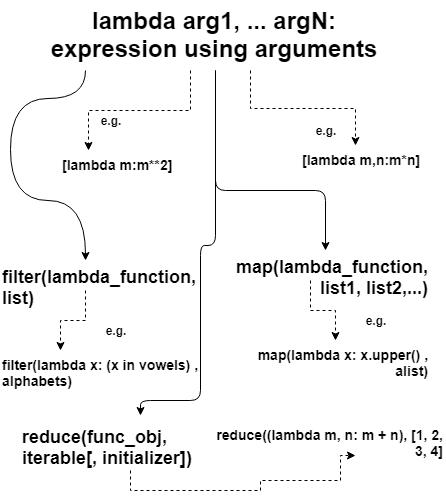 lambda arg1, ... argN:
expression using arguments
e.g.
e.g.
[lambda m:m**2]
[lambda m,n:m*n]
filter(lambda_function,
list)
map(lambda_function,
list1, list2,...)
e.g.
e.g.
filter(lambda x: (x in vowels) ,
alphabets)
map(lambda x: x.upper() ,
alist)
reduce(func_obj,
iterable[, initializer])
reduce((lambda m, n: m + n), [1, 2,
3, 4]